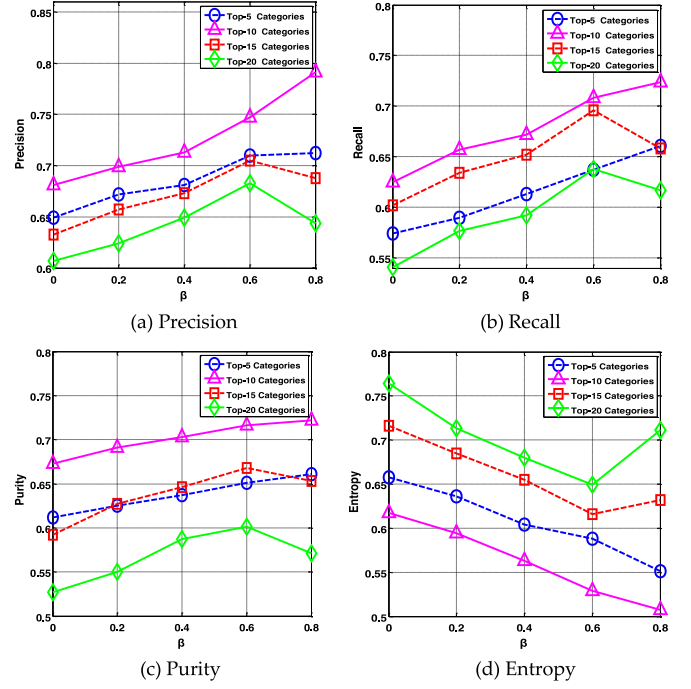 Top-5 Categories
Top-10 Categories
Top-15 Categories
Top-20 Categories
0.85
0.8
0.75
0.7
0.65
0.6
Precision
0 0.2 0.4 0.6 0.8
β
(a) Precision
Top-5 Categories
Top-10 Categories
Top-15 Categories
Top-20 Categories
0.8
0.75
0.7
0.65
0.6
0.55
Recall
0 0.2 0.4 0.6 0.8
β
(b) Recall
Top-5 Categories
Top-10 Categories
Top-15 Categories
Top-20 Categories
0.8
0.75
0.7
0.65
0.6
0.55
0.5
Purity
0 0.2 0.4 0.6 0.8
β
(c) Purity
Top-5 Categories
Top-10 Categories
Top-15 Categories
Top-20 Categories
0.8
0.75
0.7
0.65
0.6
0.55
0.5
Entropy
0 0.2 0.4 0.6 0.8
β
(d) Entropy